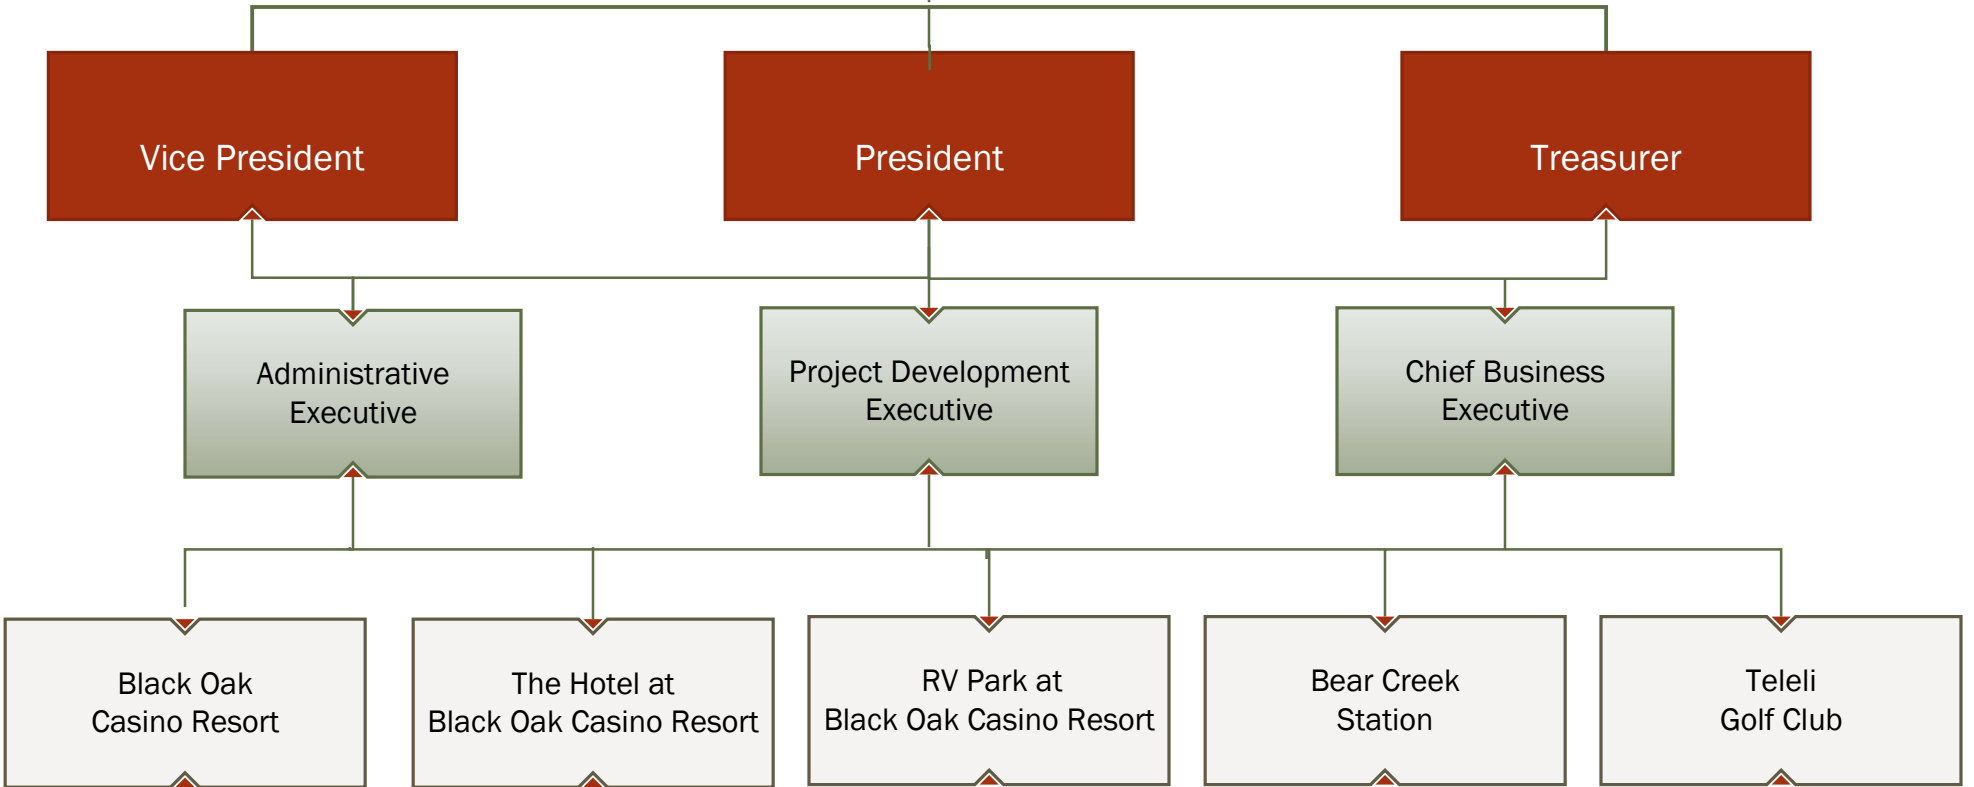 Vice President
President
Treasurer
Administrative
Executive
Project Development
Executive
Chief Business
Executive
Black Oak
Casino Resort
The Hotel at
Black Oak Casino Resort
RV Park at
Black Oak Casino Resort
Bear Creek
Station
Teleli
Golf Club